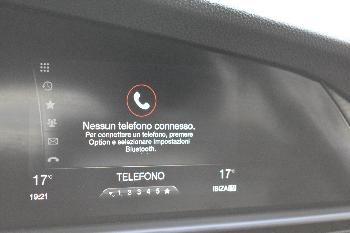 Nessun telefono connesso.
Per connettere un telefono, premere
Option e selezionare impostazioni
Bluetooth.
17°C TELEFONO 17°C
19:21 1 2 3 4 5 IBIZA